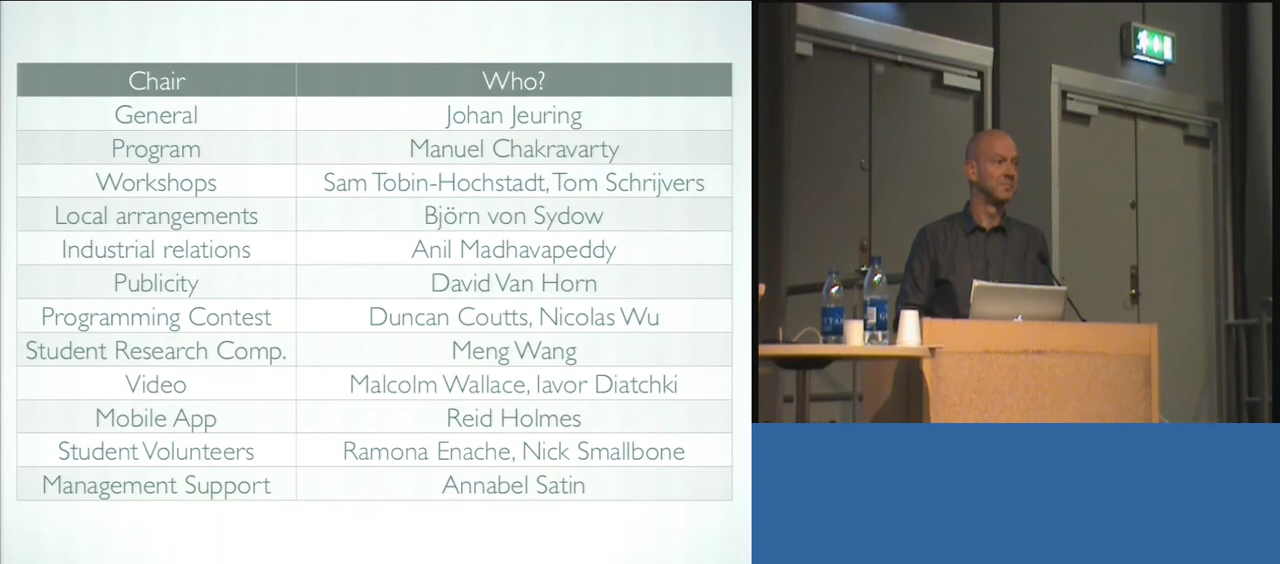 Chair Who?
General Johan Jeuring
Program Manuel Chakravarty
Workshops Sam Tobin-Hochstadt, Tom Schrijvers
Local arrangements Björn von Sydow
Industrial relations Anil Madhavapeddy
Publicity David Van Horn
Programming Contest Duncan Coutts, Nicolas Wu
Student Research Comp. Meng Wang
Video Malcolm Wallace, Iavor Diatchki
Mobile App Reid Holmes
Student Volunteers Ramona Enache, Nick Smallbone
Management Support Annabel Satin